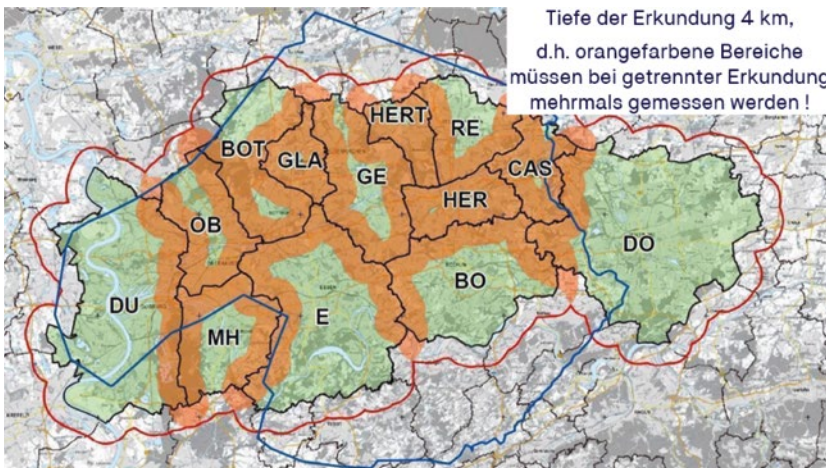 Tiefe der Erkundung 4 km,
d.h. orangefarbene Bereiche
müssen bei getrennter Erkundung
mehrmals gemessen werden !
HERT
RE
BOT
GLA
GE
CAS
HER
OB
DO
BO
DU
E
MH